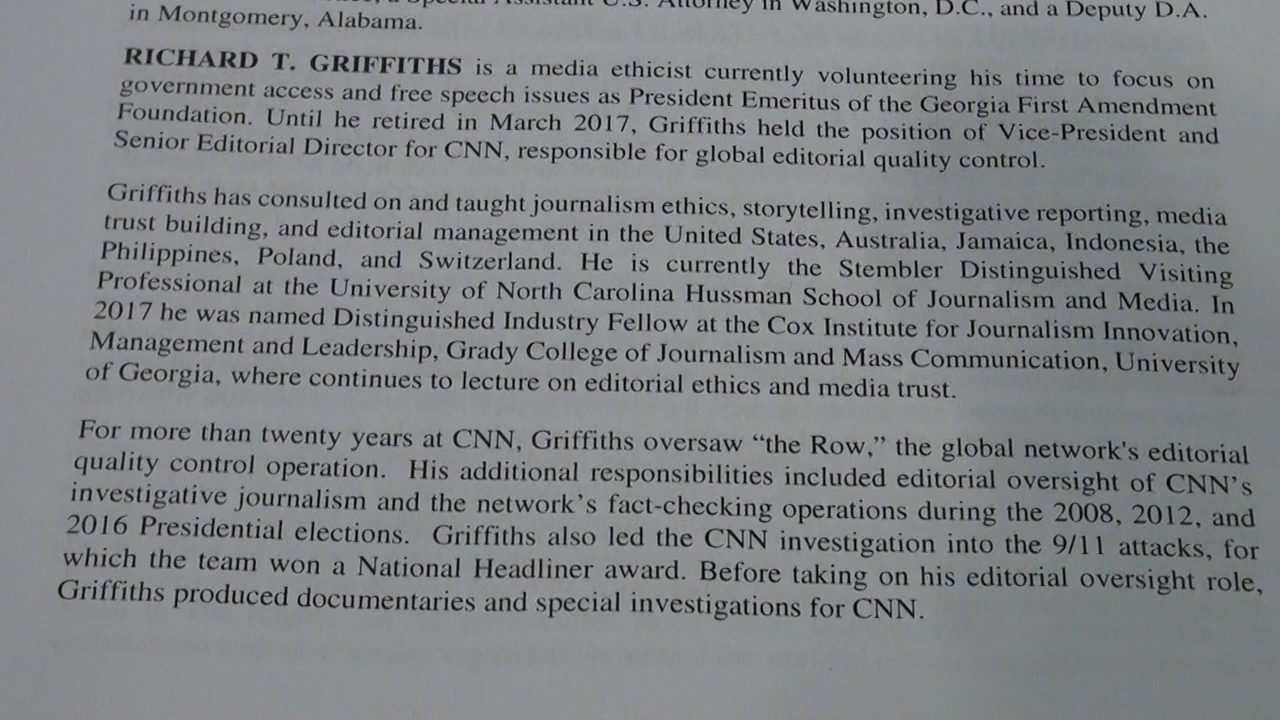 a Special Assistant U.S. Attorney in Washington, D.C., and a Deputy D.A.
in Montgomery, Alabama.
RICHARD T. GRIFFITHS is a media ethicist currently volunteering his time to focus on
government access and free speech issues as President Emeritus of the Georgia First Amendment
Foundation. Until he retired in March 2017, Griffiths held the position of Vice-President and
Senior Editorial Director for CNN, responsible for global editorial quality control.
Griffiths has consulted on and taught journalism ethics, storytelling, investigative reporting, media
trust building, and editorial management in the United States, Australia, Jamaica, Indonesia, the
Philippines, Poland, and Switzerland. He is currently the Stembler Distinguished Visiting
Professional at the University of North Carolina Hussman School of Journalism and Media. In
2017 he was named Distinguished Industry Fellow at the Cox Institute for Journalism Innovation,
Management and Leadership, Grady College of Journalism and Mass Communication, University
of Georgia, where continues to lecture on editorial ethics and media trust.
For more than twenty years at CNN, Griffiths oversaw “the Row,” the global network's editorial
quality control operation. His additional responsibilities included editorial oversight of CNN’s
investigative journalism and the network’s fact-checking operations during the 2008, 2012, and
2016 Presidential elections. Griffiths also led the CNN investigation into the 9/11 attacks, for
which the team won a National Headliner award. Before taking on his editorial oversight role,
Griffiths produced documentaries and special investigations for CNN.